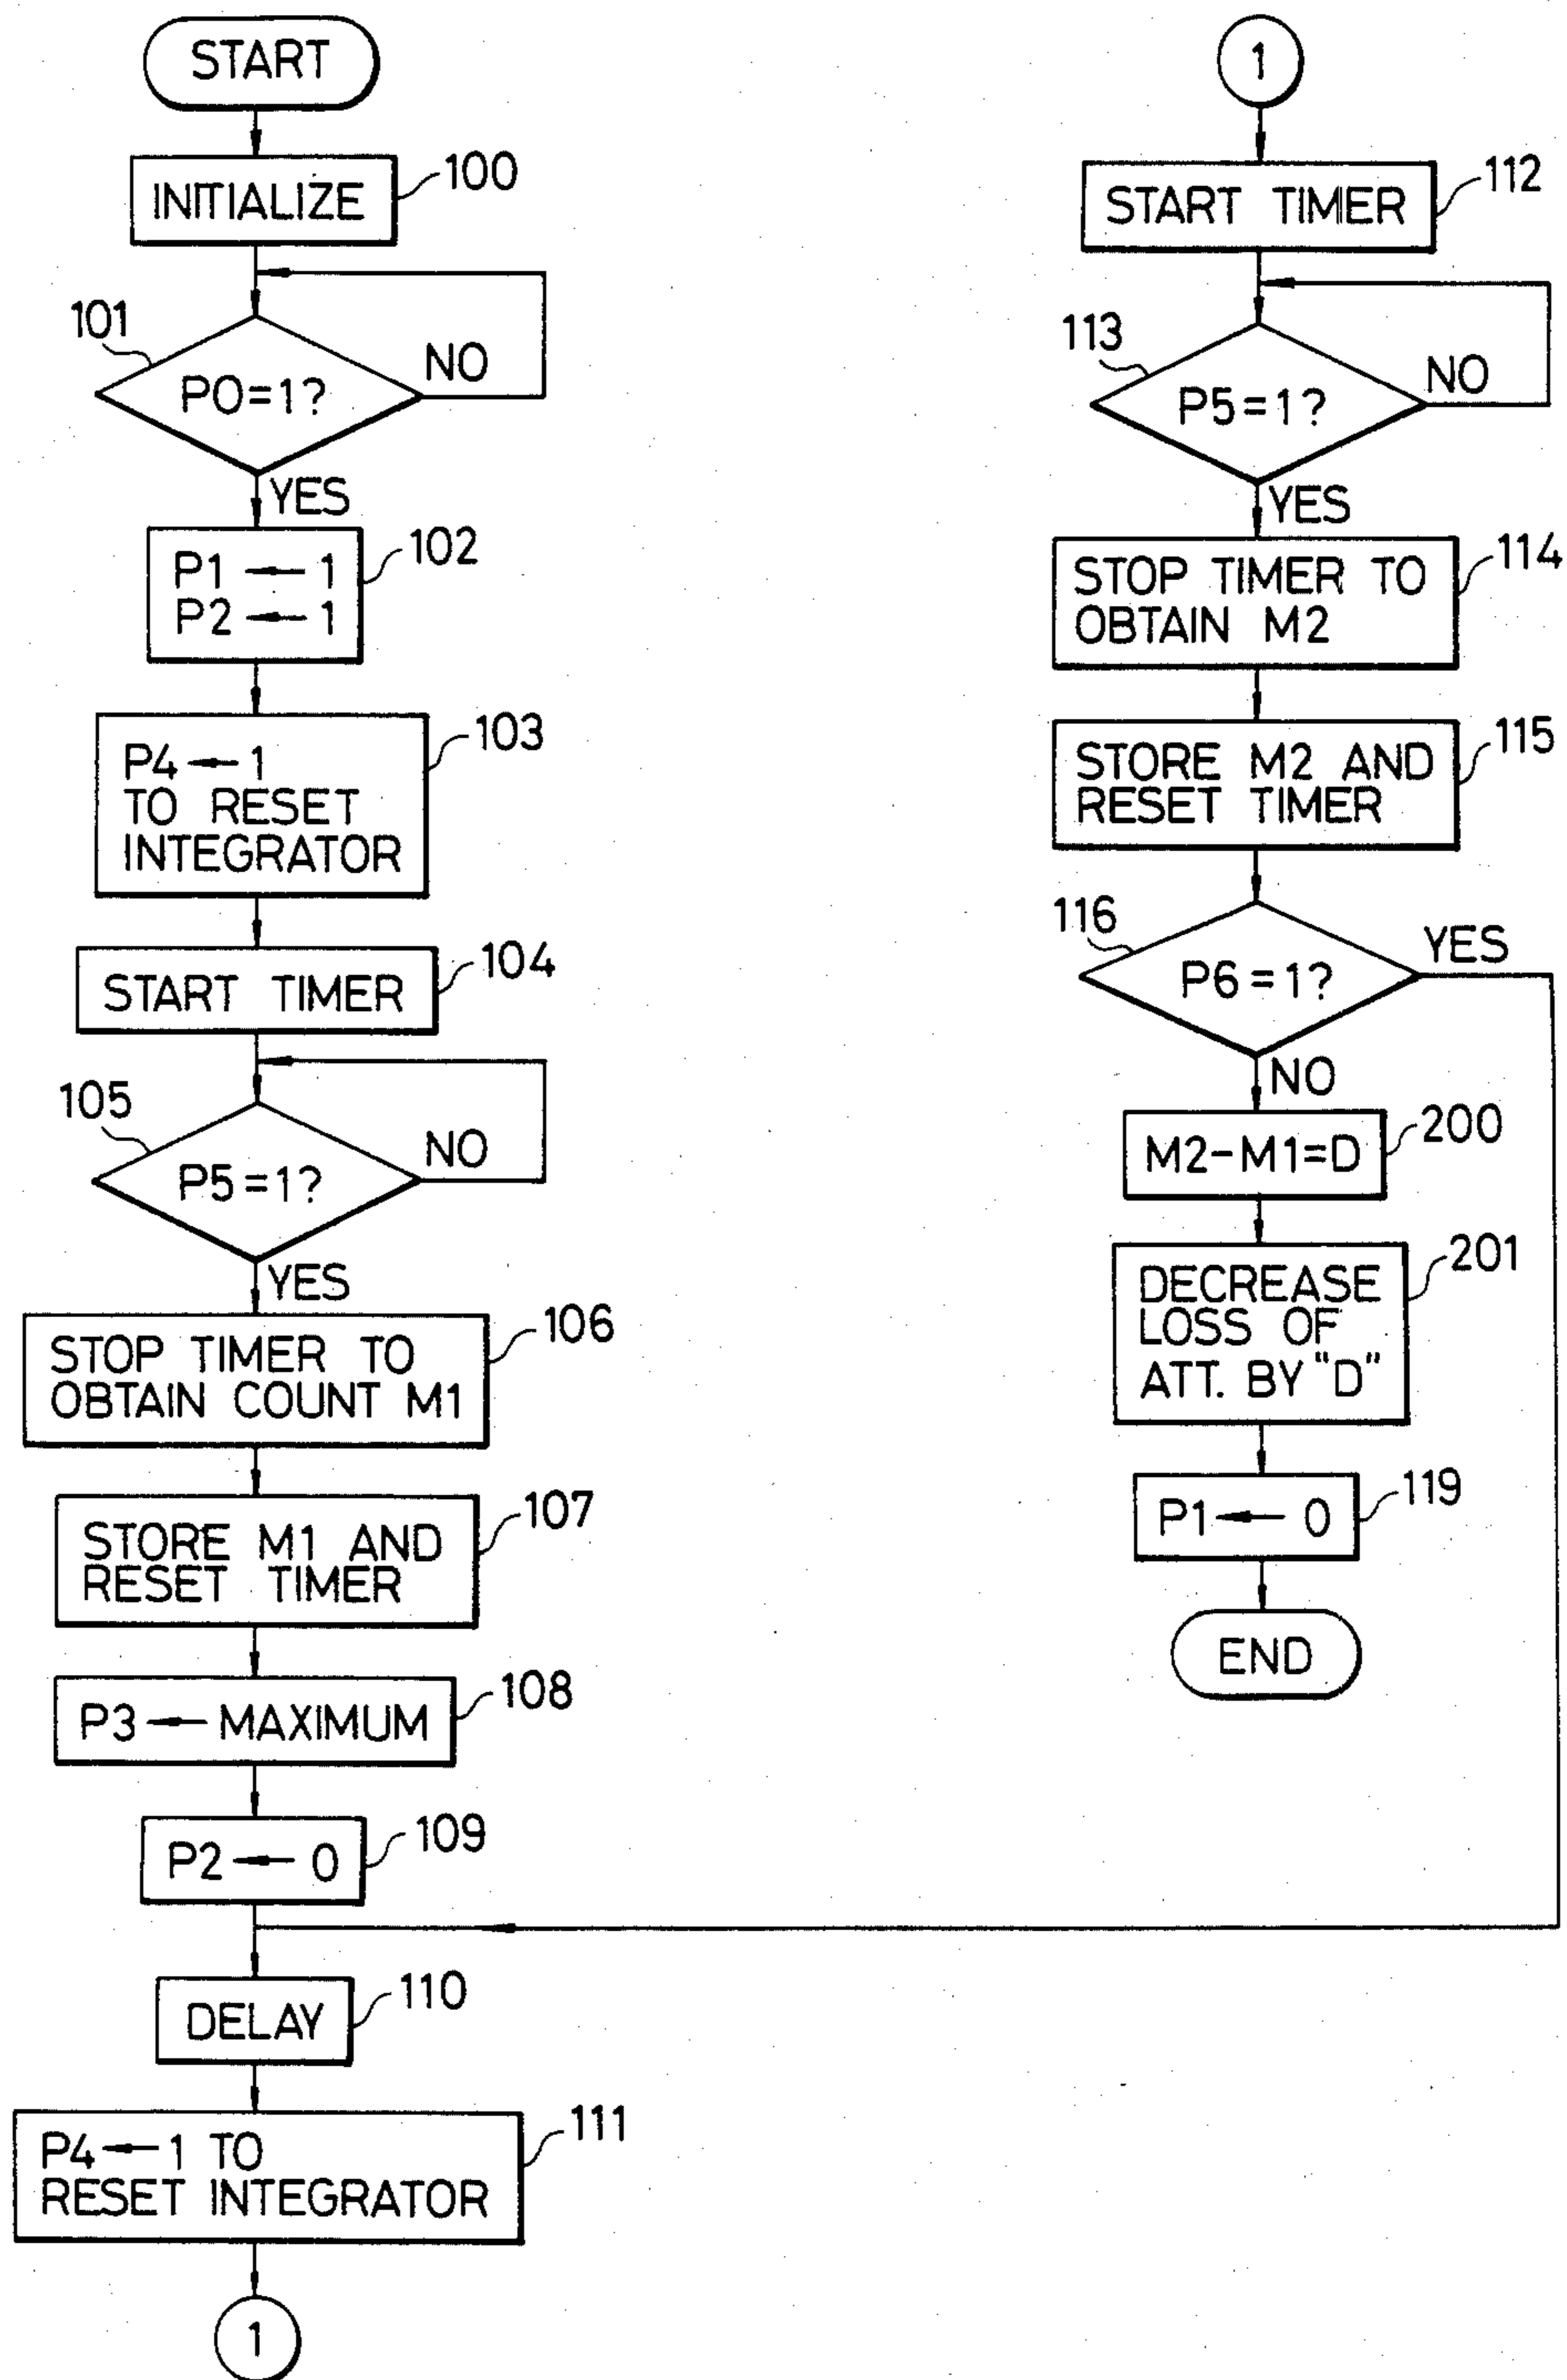 START
INITIALIZE
100
101
P0=1?
NO
YES
P1 ← 1
P2 ← 1
102
P4 ← 1
TO RESET
INTEGRATOR
103
START TIMER
104
105
P5=1?
NO
YES
STOP TIMER TO
OBTAIN COUNT M1
106
STORE M1 AND
RESET TIMER
107
P3 ← MAXIMUM
108
P2 ← 0
109
DELAY
110
P4 ← 1 TO
RESET INTEGRATOR
111
1
1
START TIMER
112
113
P5=1?
NO
YES
STOP TIMER TO
OBTAIN M2
114
STORE M2 AND
RESET TIMER
115
116
P6=1?
YES
NO
M2-M1=D
200
DECREASE
LOSS OF
ATT. BY "D"
201
P1 ← 0
119
END